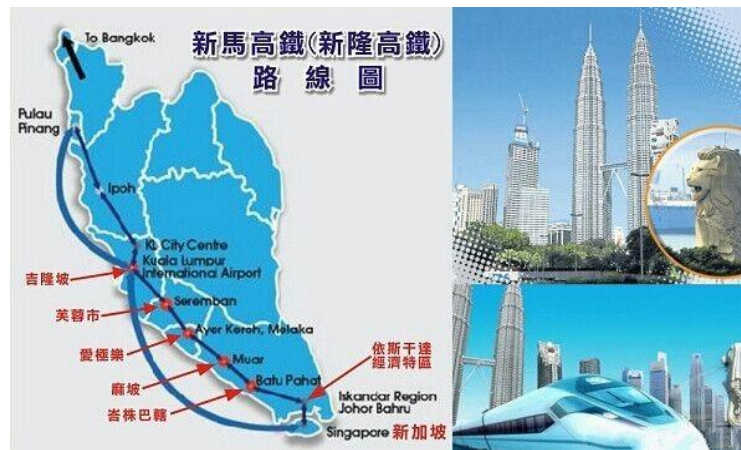 新馬高鐵(新隆高鐵)
路線圖
To Bangkok
Pulau
Pinang
Ipoh
KL City Centre
Kuala Lumpur
International Airport
吉隆坡
Seremban
芙蓉市
Ayer Keroh, Melaka
愛極樂
依斯干達
經濟特區
Muar
麻坡
Batu Pahat
峇株巴轄
Iskandar Region
Johor Bahru
Singapore 新加坡